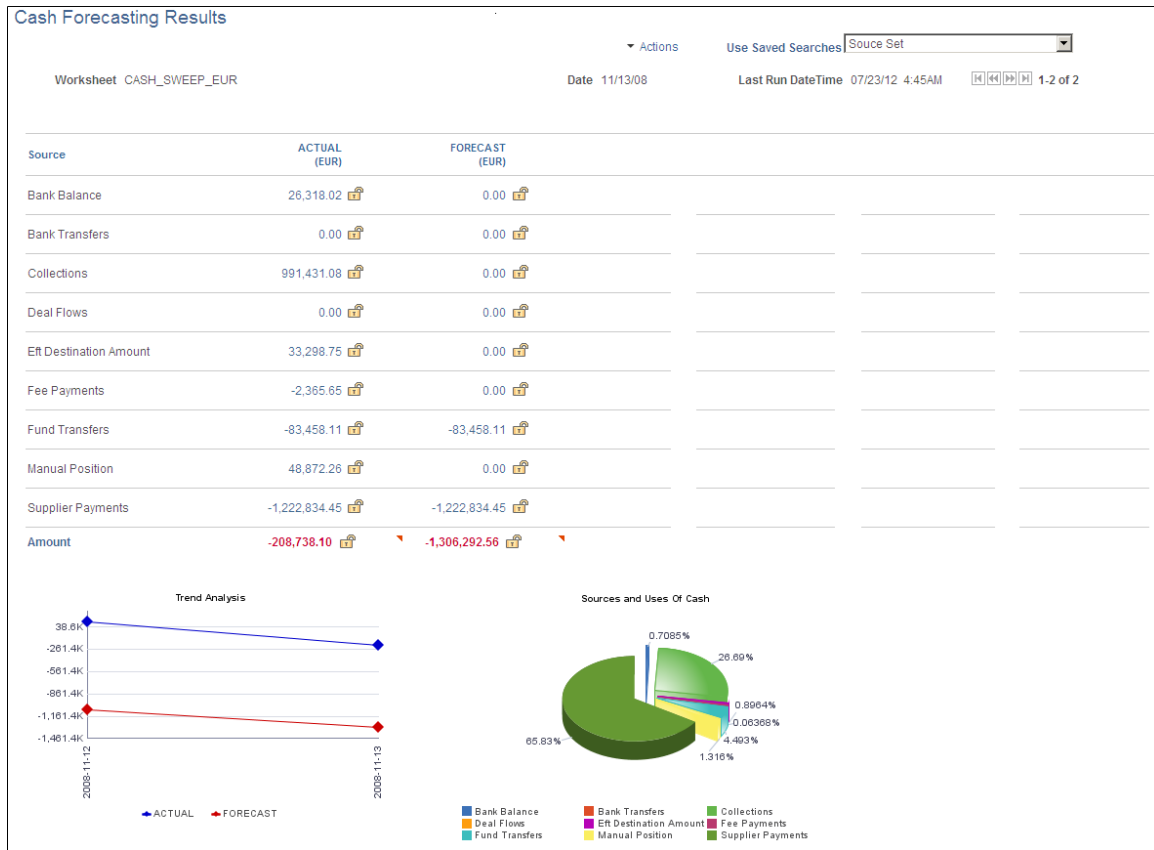 Cash Forecasting Results
Actions Use Saved Searches Souce Set
Worksheet CASH_SWEEP_EUR Date 11/13/08 Last Run DateTime 07/23/12 4:45AM 1-2 of 2
Source ACTUAL (EUR) FORECAST (EUR)
Bank Balance 26,318.02 0.00
Bank Transfers 0.00 0.00
Collections 991,431.08 0.00
Deal Flows 0.00 0.00
Eft Destination Amount 33,298.75 0.00
Fee Payments -2,365.65 0.00
Fund Transfers -83,458.11 -83,458.11
Manual Position 48,872.26 0.00
Supplier Payments -1,222,834.45 -1,222,834.45
Amount -208,738.10 -1,306,292.56
Trend Analysis
38.6K
-261.4K
-561.4K
-861.4K
-1,161.4K
-1,461.4K
2008-11-12
2008-11-13
ACTUAL FORECAST
Sources and Uses Of Cash
0.7085%
26.69%
0.8964%
0.06368%
4.493%
1.316%
65.83%
Bank Balance Bank Transfers Collections
Deal Flows Eft Destination Amount Fee Payments
Fund Transfers Manual Position Supplier Payments